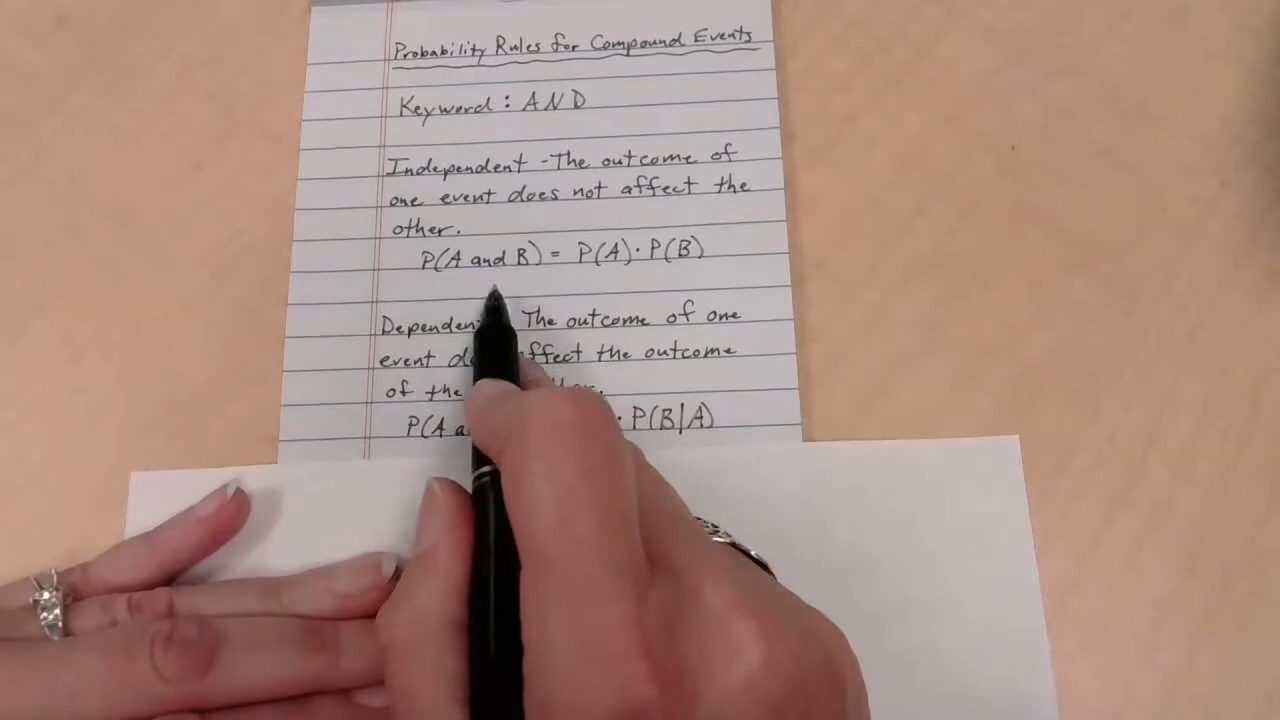 Probability Rules for Compound Events
Keyword: AND
Independent - The outcome of
one event does not affect the
other.
P(A and B) = P(A) · P(B)
The outcome of one
event affect the outcome
of the
P(A · P(B|A)